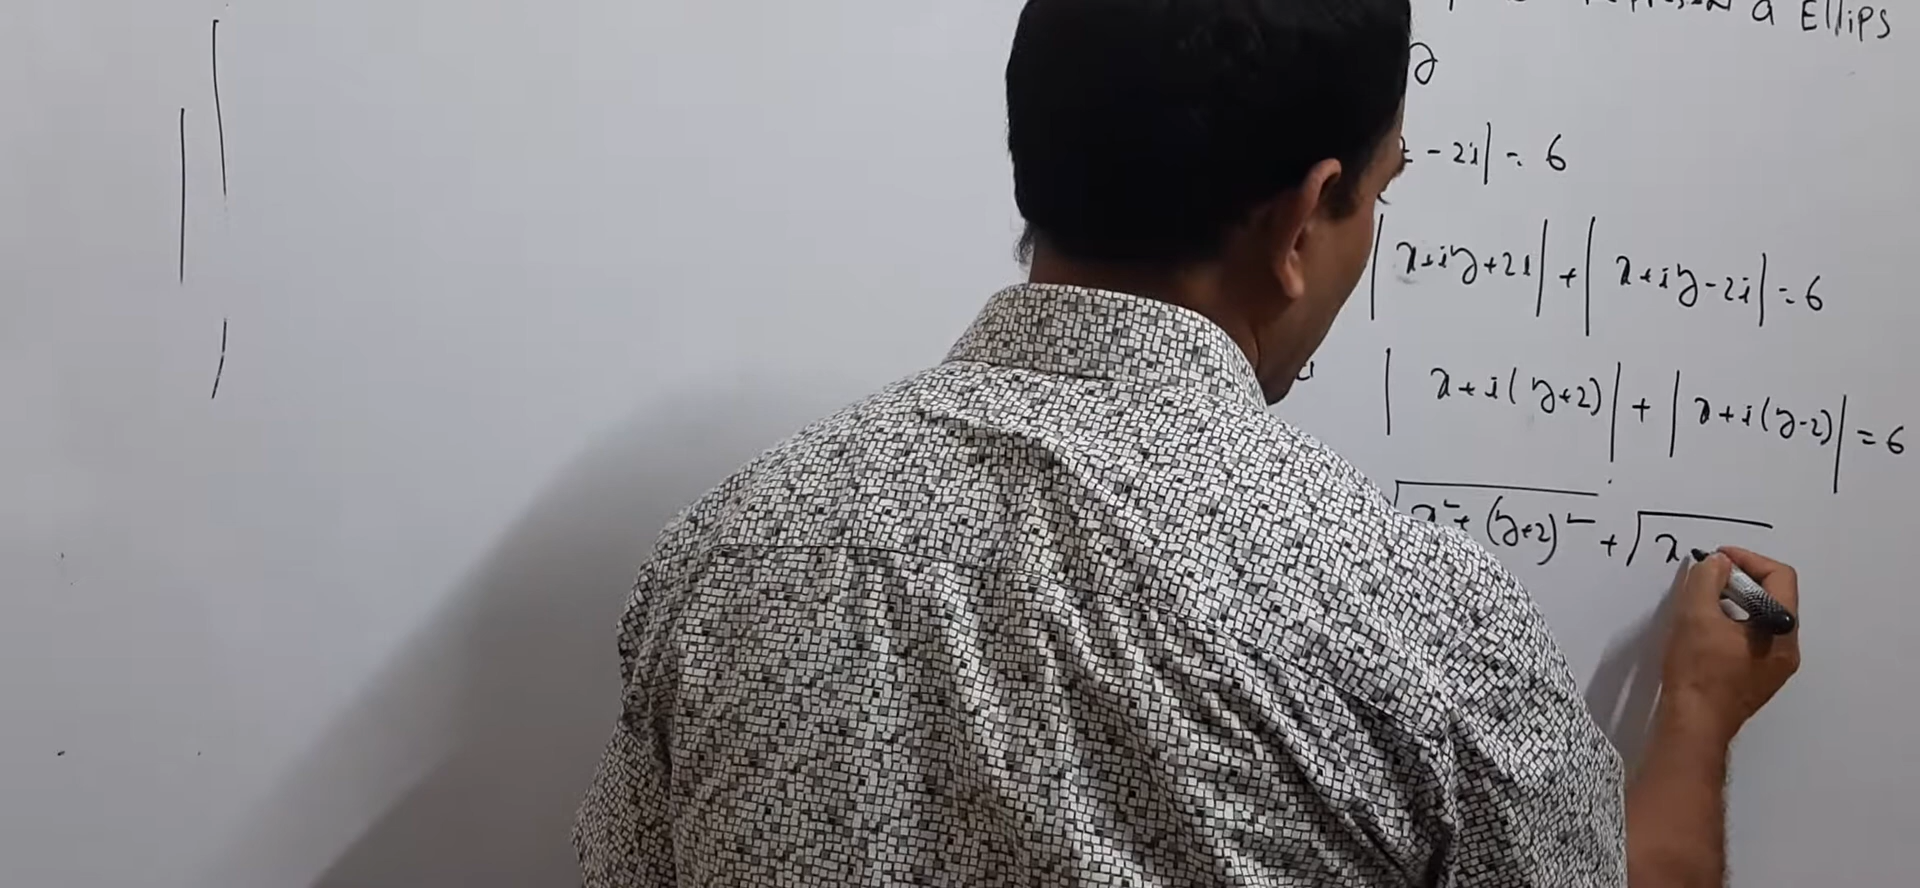 a Ellips
y
- 2i| = 6
|x+iy+2i| + |x+iy-2i| = 6
|x+i(y+2)| + |x+i(y-2)| = 6
√x²+(y+2)² + √x